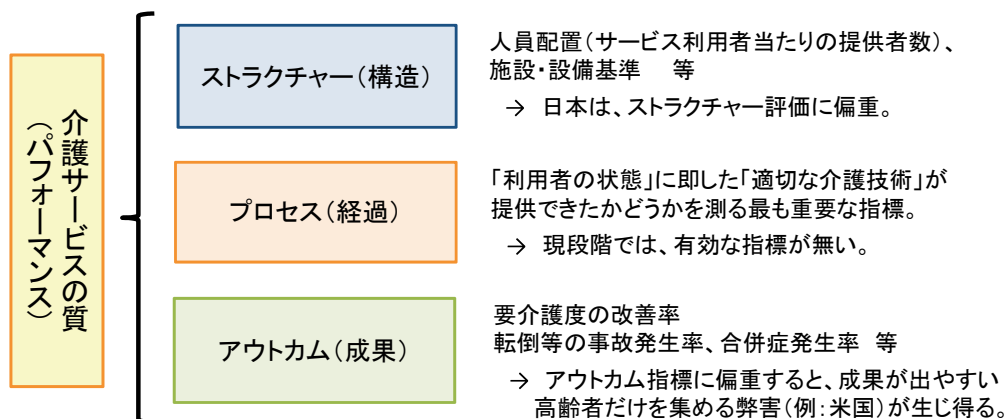 介護サービスの質
（パフォーマンス）
ストラクチャー（構造）
人員配置（サービス利用者当たりの提供者数）、
施設・設備基準　等
→ 日本は、ストラクチャー評価に偏重。
プロセス（経過）
「利用者の状態」に即した「適切な介護技術」が
提供できたかどうかを測る最も重要な指標。
→ 現段階では、有効な指標が無い。
アウトカム（成果）
要介護度の改善率
転倒等の事故発生率、合併症発生率　等
→ アウトカム指標に偏重すると、成果が出やすい
高齢者だけを集める弊害（例：米国）が生じ得る。